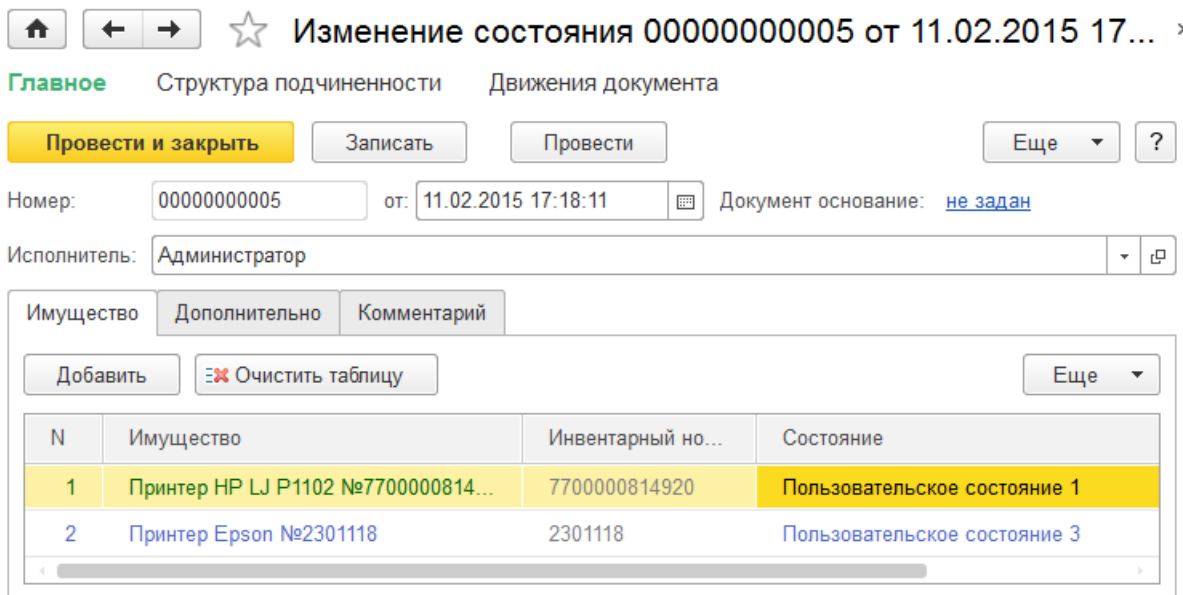 Изменение состояния 00000000005 от 11.02.2015 17...
Главное Структура подчиненности Движения документа
Провести и закрыть Записать Провести Еще ?
Номер: 00000000005 от: 11.02.2015 17:18:11 Документ основание: не задан
Исполнитель: Администратор
Имущество Дополнительно Комментарий
Добавить Очистить таблицу Еще
N Имущество Инвентарный но... Состояние
1 Принтер HP LJ P1102 №7700000814... 7700000814920 Пользовательское состояние 1
2 Принтер Epson №2301118 2301118 Пользовательское состояние 3